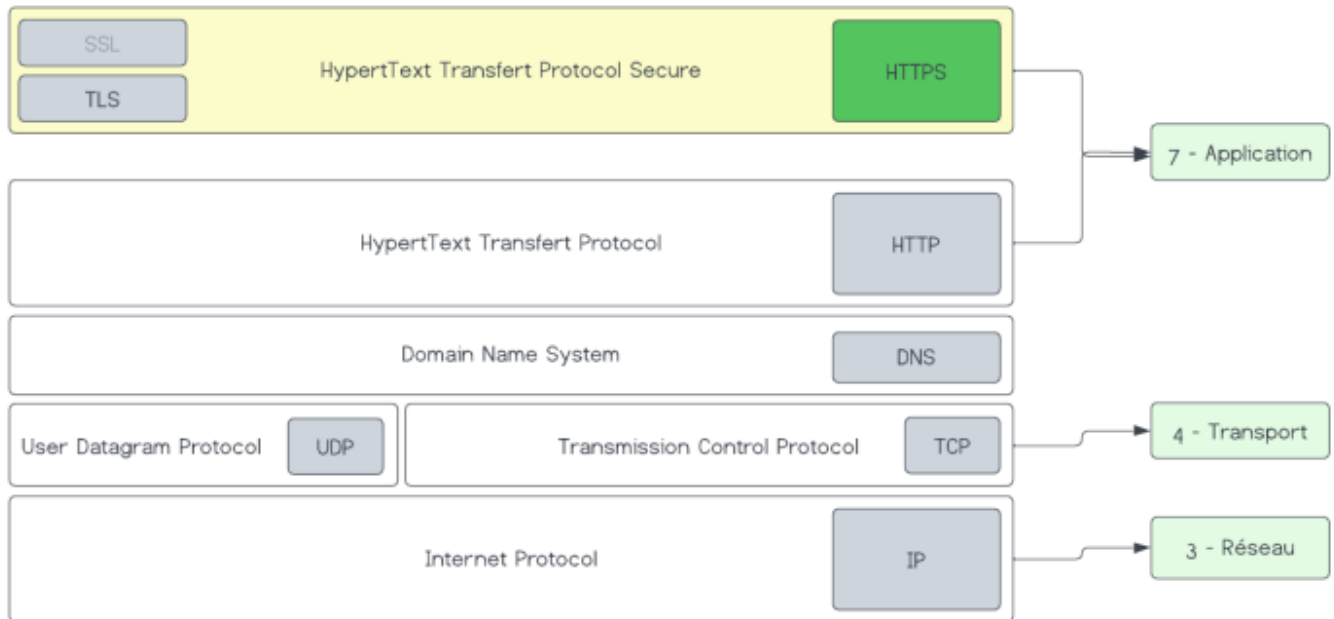 SSL
TLS
HypertText Transfert Protocol Secure
HTTPS
7 - Application
HypertText Transfert Protocol
HTTP
Domain Name System
DNS
User Datagram Protocol
UDP
Transmission Control Protocol
TCP
4 - Transport
Internet Protocol
IP
3 - Réseau